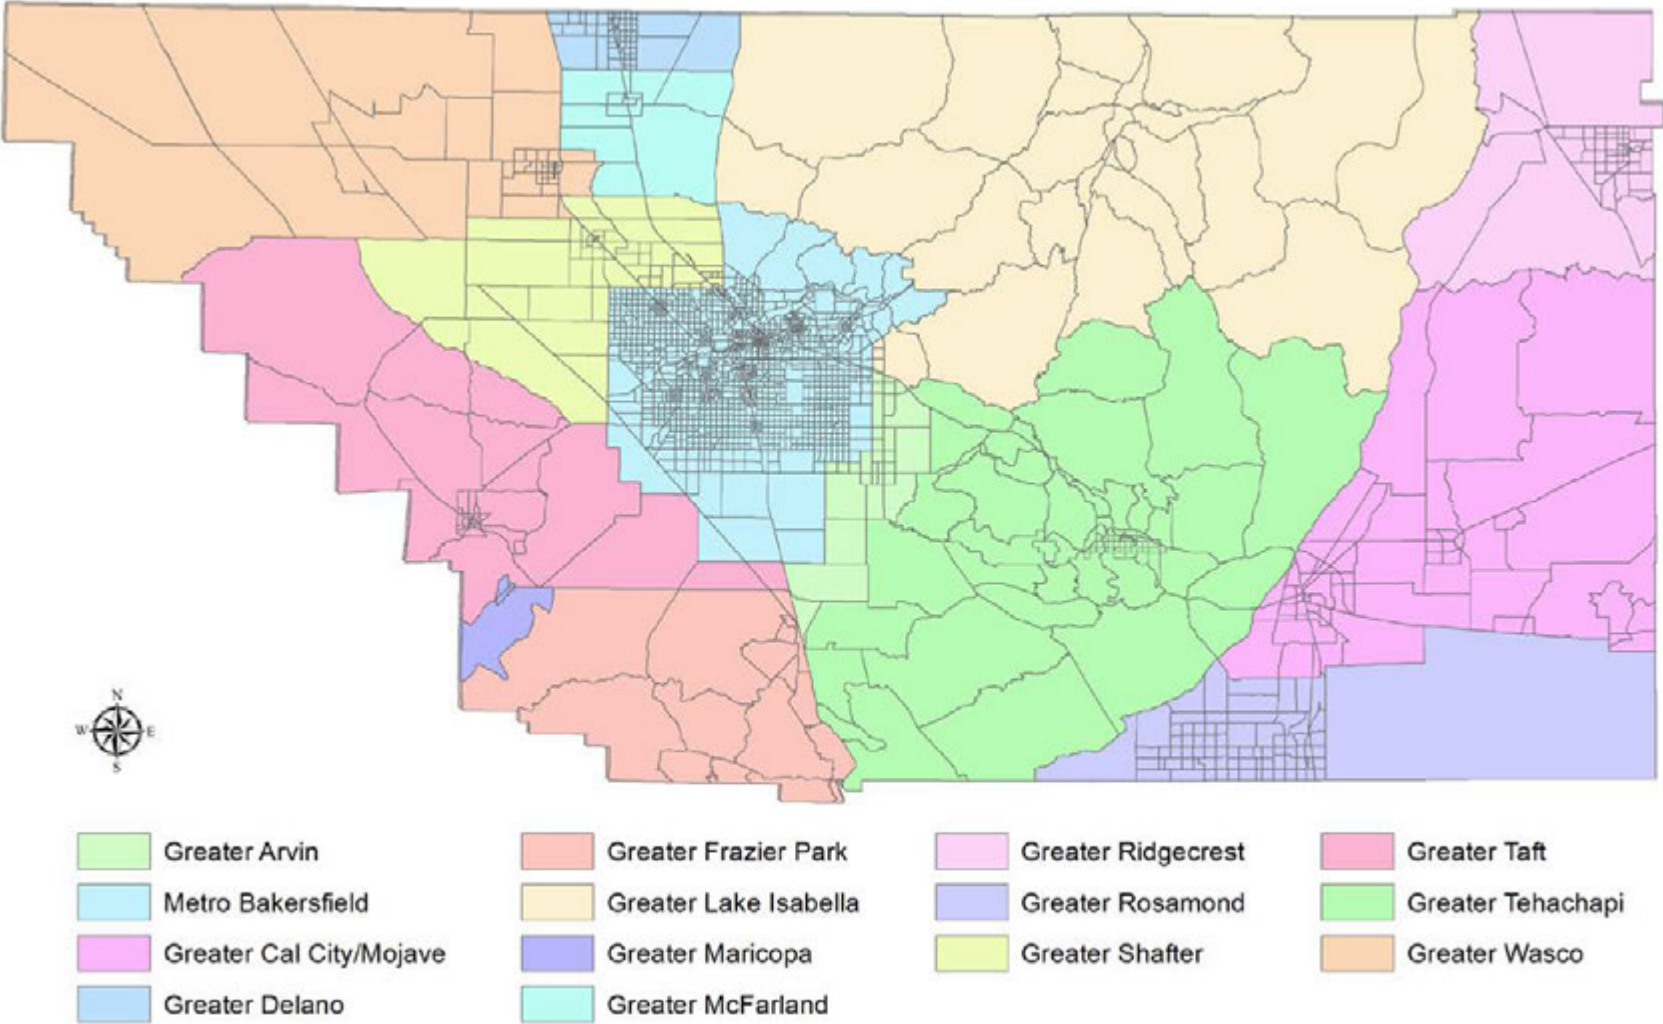 N
W E
S
Greater Arvin
Greater Frazier Park
Greater Ridgecrest
Greater Taft
Metro Bakersfield
Greater Lake Isabella
Greater Rosamond
Greater Tehachapi
Greater Cal City/Mojave
Greater Maricopa
Greater Shafter
Greater Wasco
Greater Delano
Greater McFarland